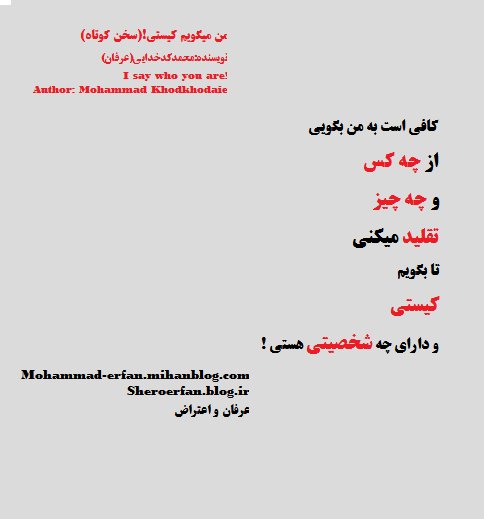 من میکویم کیستی!(سخن کوتاه)
نویسنده:محمدکدخدایی(عرفان)
I say who you are!
Author: Mohammad Khodkhodaie
کافی است به من بگویی
از چه کس
و چه چیز
تقلید میکنی
تا بگویم
کیستی
و دارای چه شخصیتی هستی !
Mohammad-erfan.mihanblog.com
Sheroerfan.blog.ir
عرفان و اعتراض